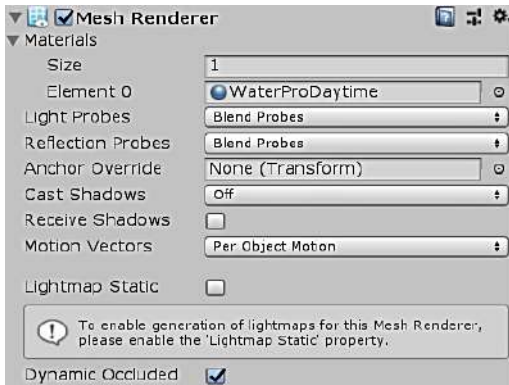 Mesh Renderer
Materials
Size 1
Element 0 WaterProDaytime
Light Probes Blend Probes
Reflection Probes Blend Probes
Anchor Override None (Transform)
Cast Shadows Off
Receive Shadows
Motion Vectors Per Object Motion
Lightmap Static
To enable generation of lightmaps for this Mesh Renderer,
please enable the 'Lightmap Static' property.
Dynamic Occluded